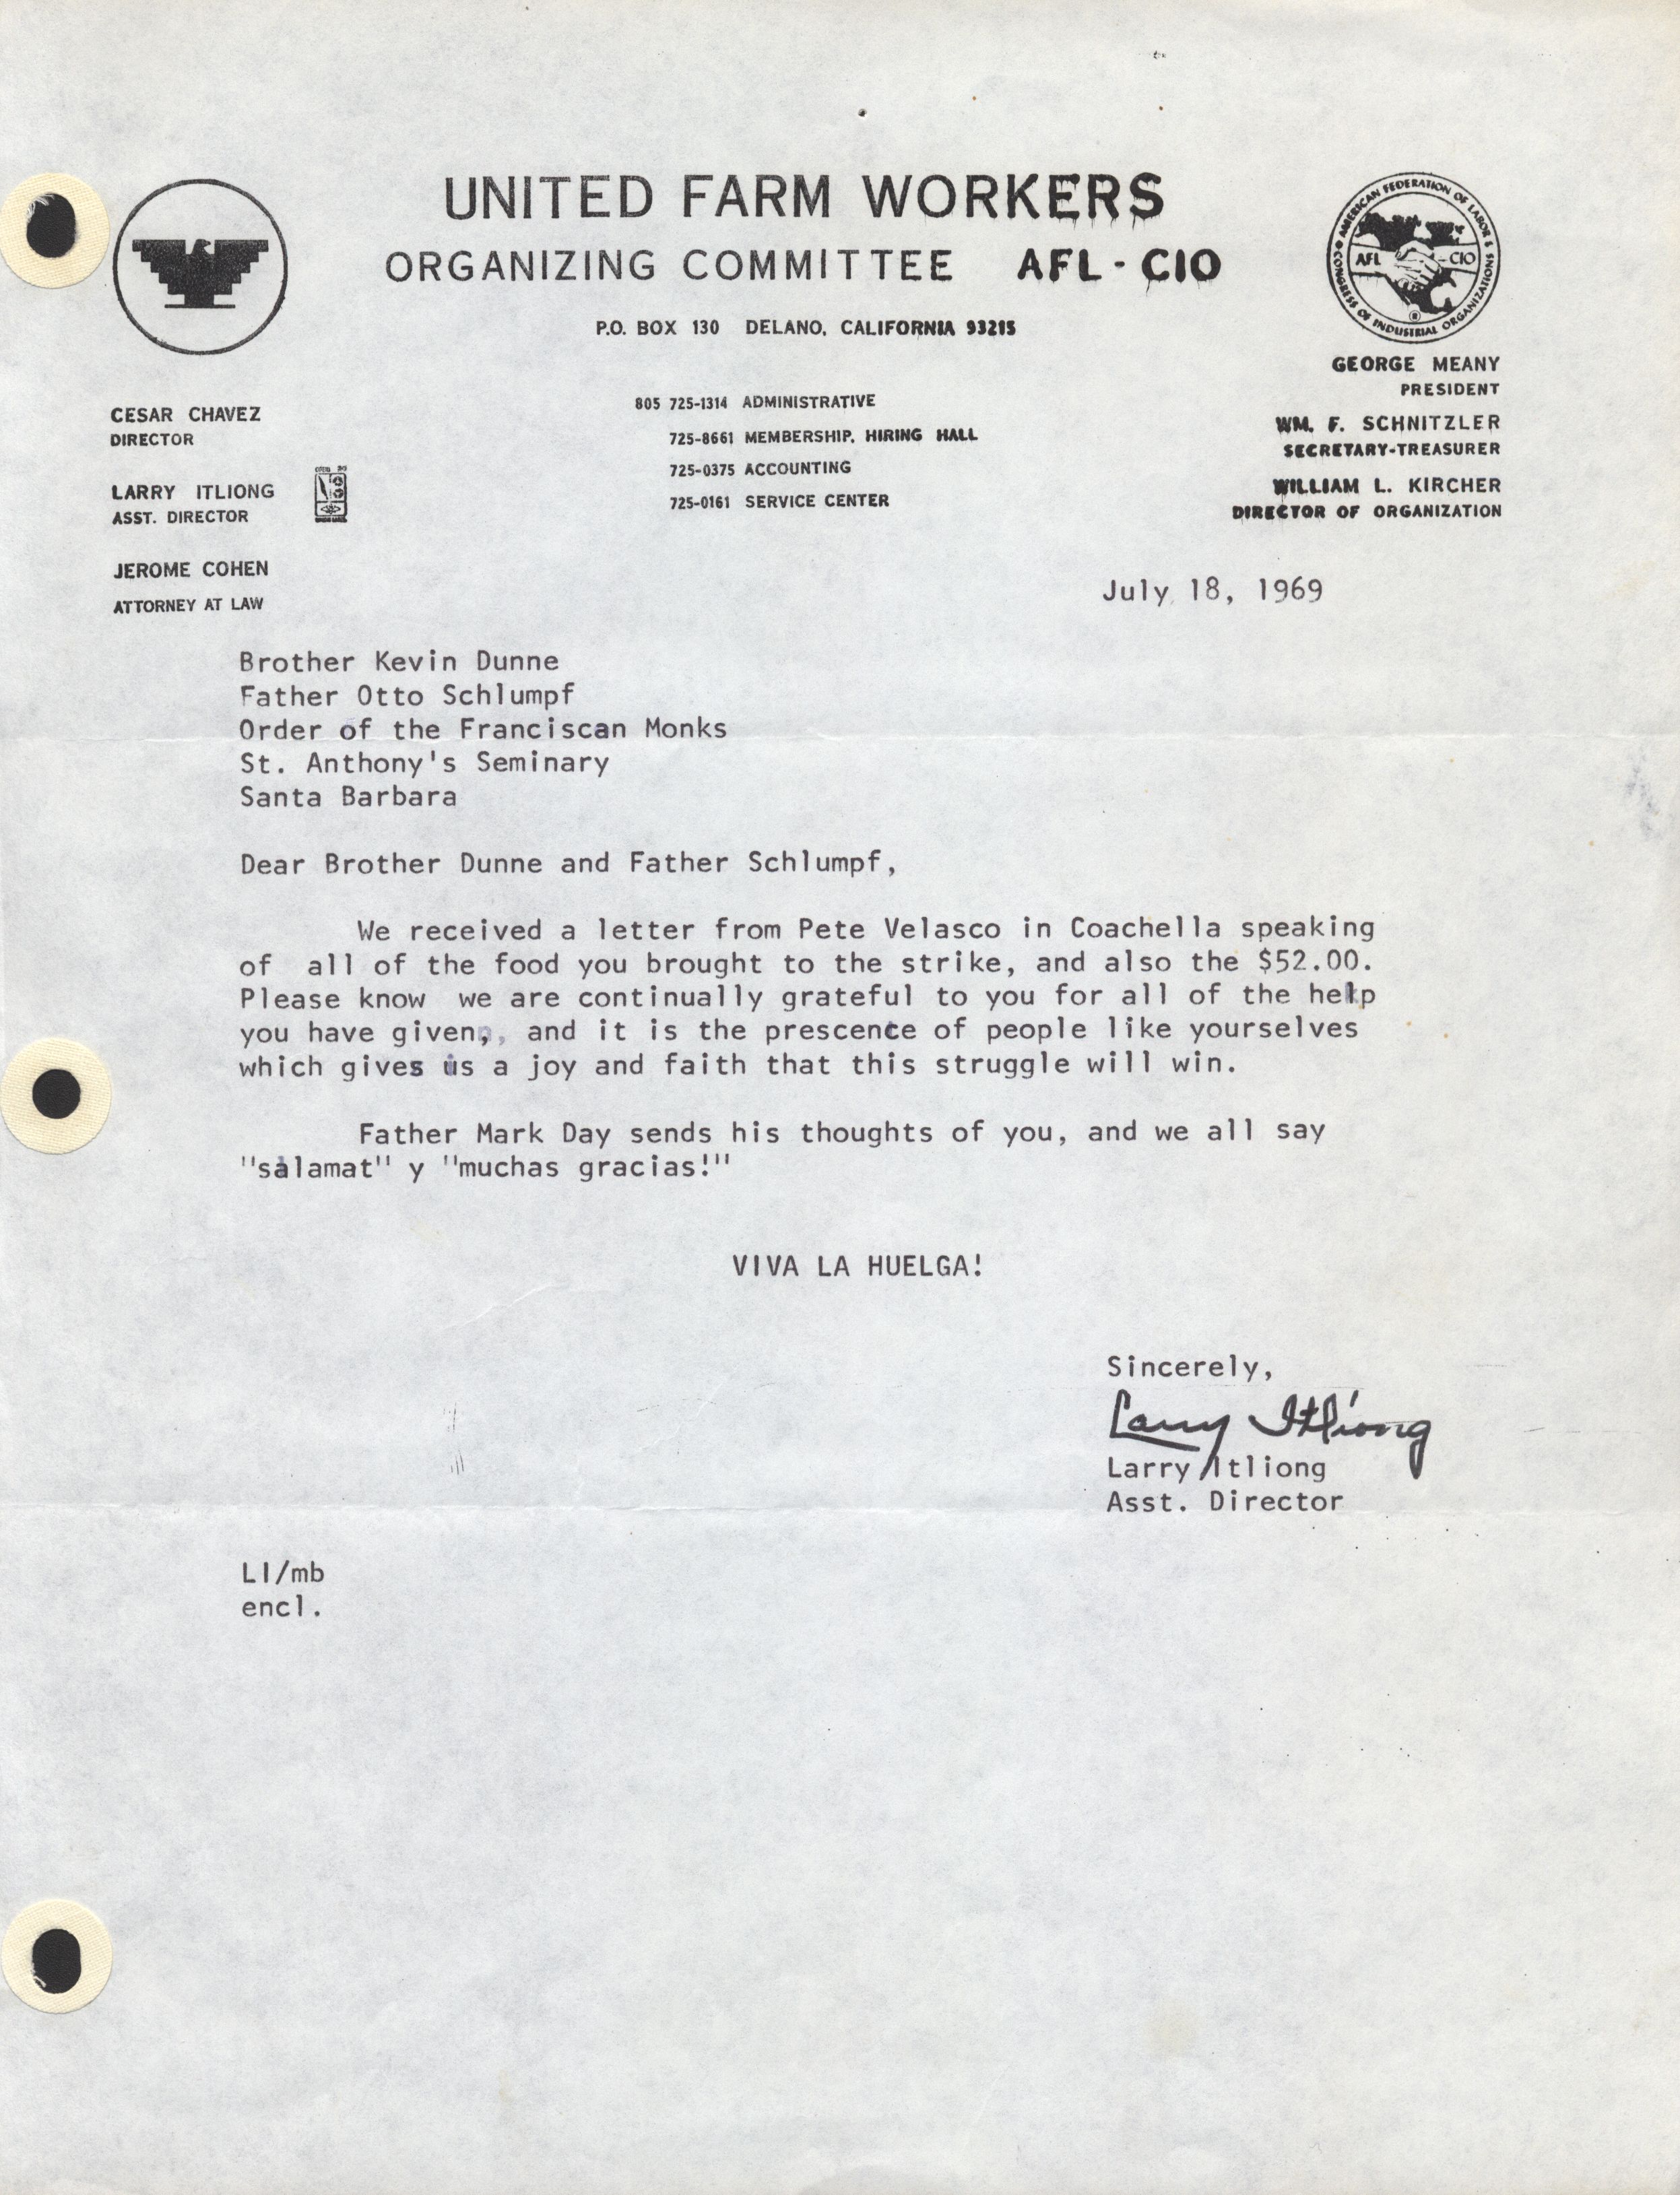 UNITED FARM WORKERS
ORGANIZING COMMITTEE AFL-CIO
P.O. BOX 130 DELANO, CALIFORNIA 93215
AMERICAN FEDERATION OF LABOR & CONGRESS OF INDUSTRIAL ORGANIZATIONS
AFL-CIO
GEORGE MEANY
PRESIDENT
WM. F. SCHNITZLER
SECRETARY-TREASURER
WILLIAM L. KIRCHER
DIRECTOR OF ORGANIZATION
CESAR CHAVEZ
DIRECTOR
LARRY ITLIONG
ASST. DIRECTOR
JEROME COHEN
ATTORNEY AT LAW
805 725-1314 ADMINISTRATIVE
725-8661 MEMBERSHIP, HIRING HALL
725-0375 ACCOUNTING
725-0161 SERVICE CENTER
July 18, 1969
Brother Kevin Dunne
Father Otto Schlumpf
Order of the Franciscan Monks
St. Anthony's Seminary
Santa Barbara
Dear Brother Dunne and Father Schlumpf,
We received a letter from Pete Velasco in Coachella speaking
of all of the food you brought to the strike, and also the $52.00.
Please know we are continually grateful to you for all of the help
you have given, and it is the prescence of people like yourselves
which gives us a joy and faith that this struggle will win.
Father Mark Day sends his thoughts of you, and we all say
"salamat" y "muchas gracias!"
VIVA LA HUELGA!
Sincerely,
Larry Itliong
Larry Itliong
Asst. Director
LI/mb
encl.